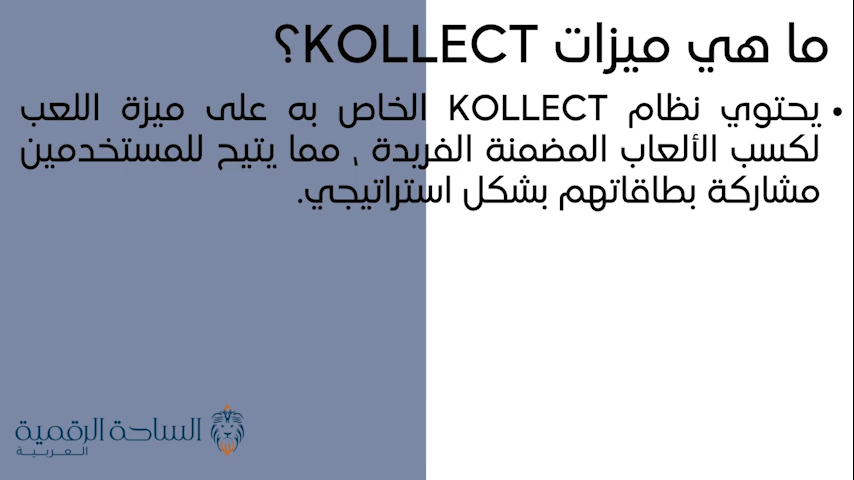 ما هي ميزات KOLLECT؟
• يحتوي نظام KOLLECT الخاص به على ميزة اللعب
لكسب الألعاب المضمنة الفريدة ، مما يتيح للمستخدمين
مشاركة بطاقاتهم بشكل استراتيجي.
الساحة الرقمية
العربية